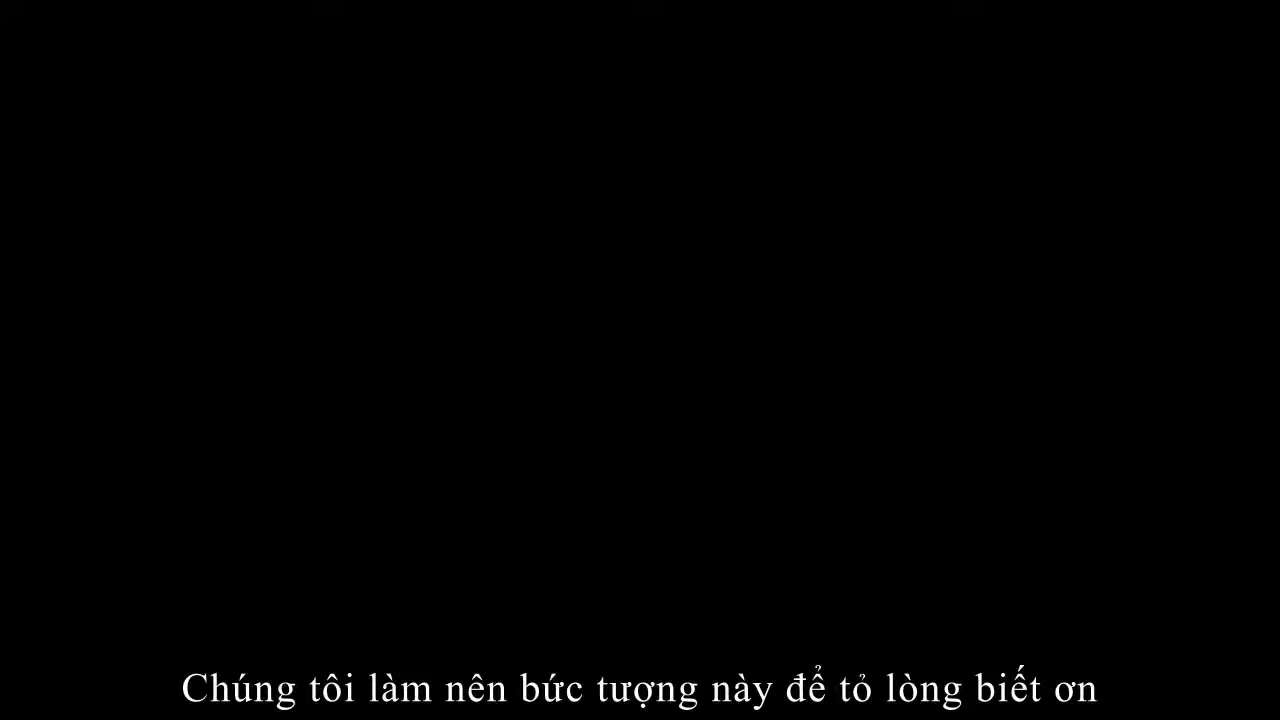 Chúng tôi làm nên bức tượng này để tỏ lòng biết ơn